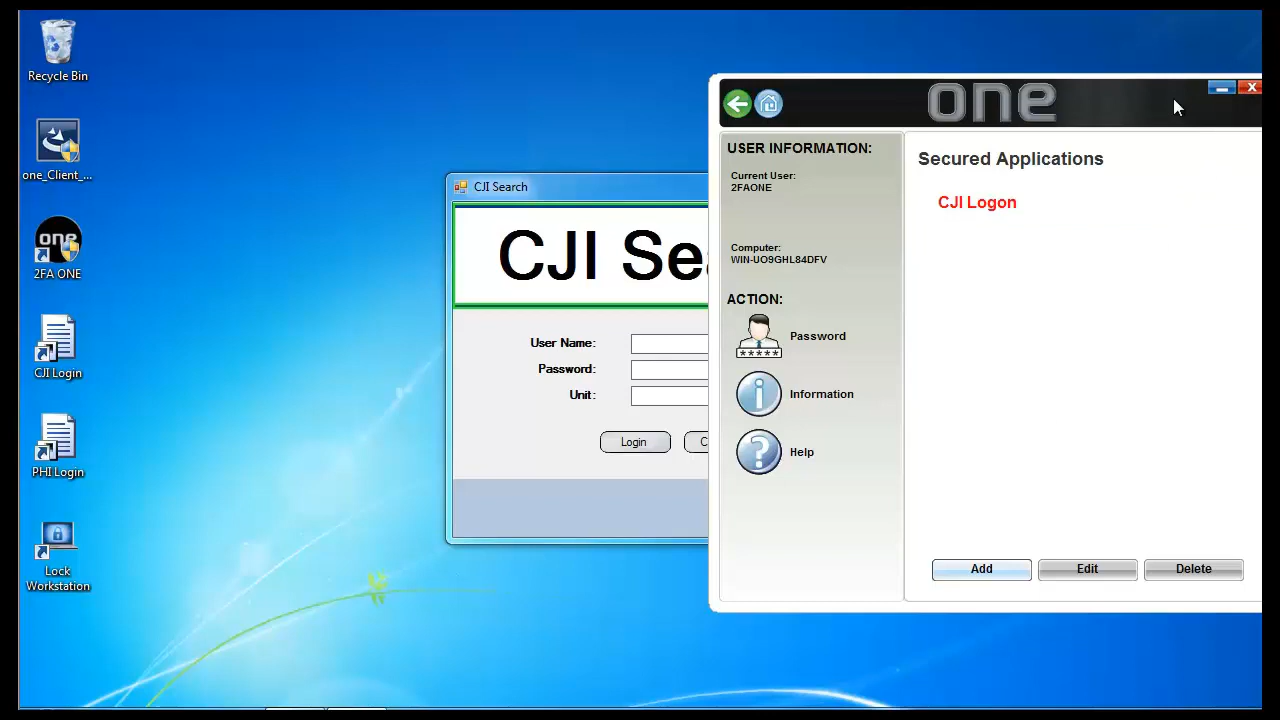 Recycle Bin
one_Client_...
one
2FA ONE
CJI Login
PHI Login
Lock
Workstation
CJI Search
CJI Sea
User Name:
Password:
Unit:
Login
C
one
USER INFORMATION:
Current User:
2FAONE
Computer:
WIN-UO9GHL84DFV
ACTION:
*****
Password
i
Information
?
Help
Secured Applications
CJI Logon
Add
Edit
Delete